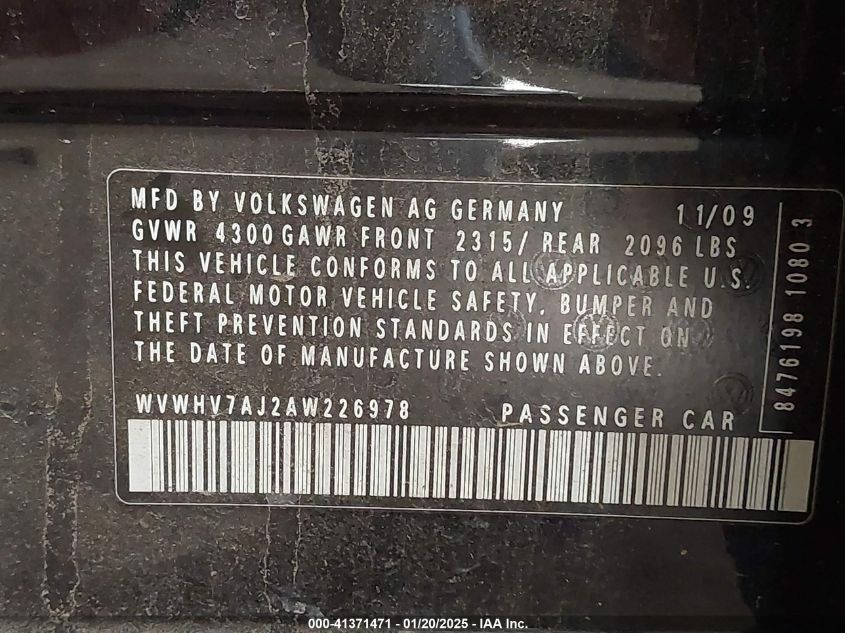 MFD BY VOLKSWAGEN AG GERMANY 11/09
GVWR 4300 GAWR FRONT 2315/ REAR 2096 LBS
THIS VEHICLE CONFORMS TO ALL APPLICABLE U.S.
FEDERAL MOTOR VEHICLE SAFETY, BUMPER AND
THEFT PREVENTION STANDARDS IN EFFECT ON
THE DATE OF MANUFACTURE SHOWN ABOVE.
WVWHV7AJ2AW226978 PASSENGER CAR
8476198 1080 3
000-41371471 - 01/20/2025 - IAA Inc.